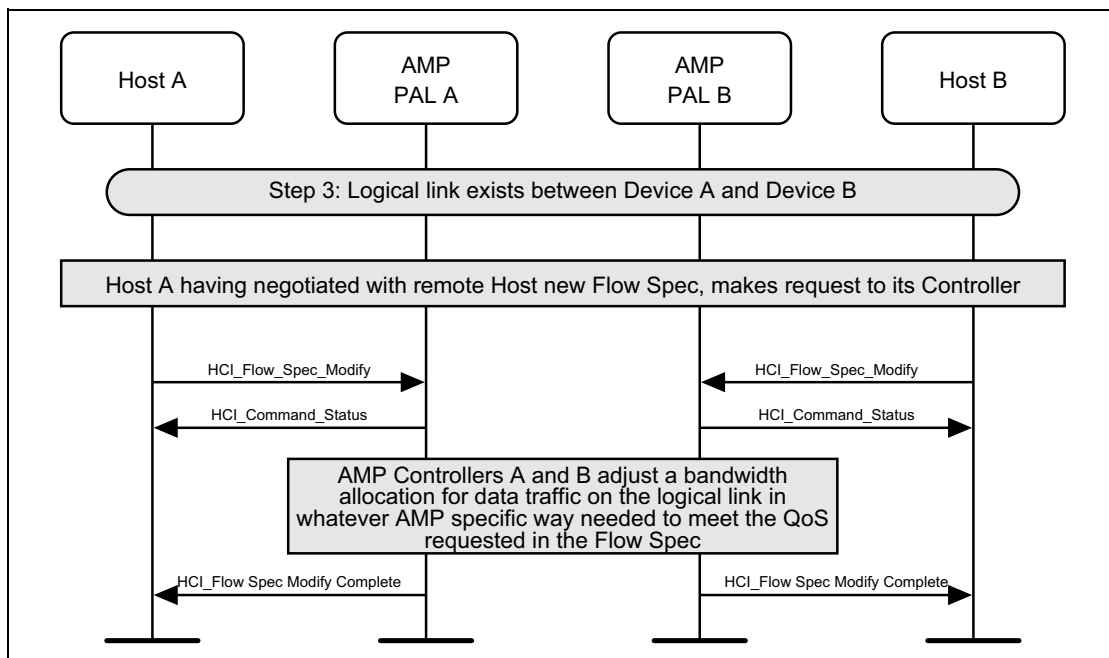 Host A
AMP
PAL A
AMP
PAL B
Host B
Step 3: Logical link exists between Device A and Device B
Host A having negotiated with remote Host new Flow Spec, makes request to its Controller
HCI_Flow_Spec_Modify
HCI_Flow_Spec_Modify
HCI_Command_Status
HCI_Command_Status
AMP Controllers A and B adjust a bandwidth
allocation for data traffic on the logical link in
whatever AMP specific way needed to meet the QoS
requested in the Flow Spec
HCI_Flow Spec Modify Complete
HCI_Flow Spec Modify Complete